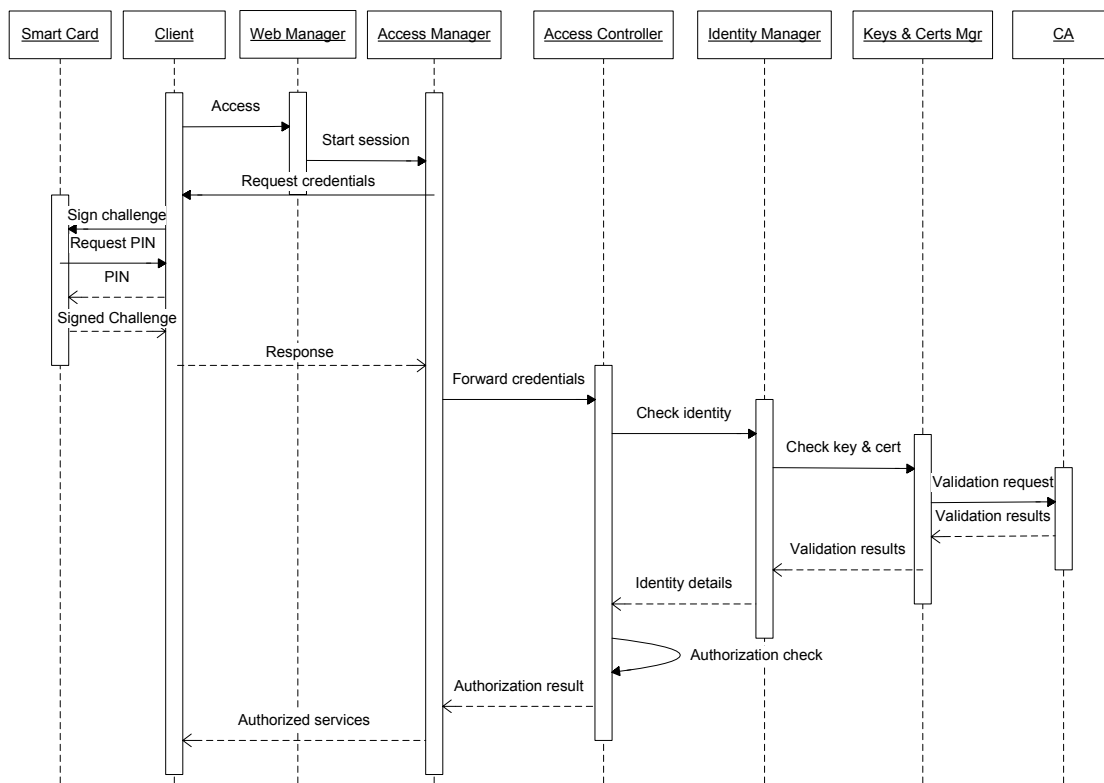 Smart Card
Client
Web Manager
Access Manager
Access Controller
Identity Manager
Keys & Certs Mgr
CA
Access
Start session
Request credentials
Sign challenge
Request PIN
PIN
Signed Challenge
Response
Forward credentials
Check identity
Check key & cert
Validation request
Validation results
Validation results
Identity details
Authorization check
Authorization result
Authorized services